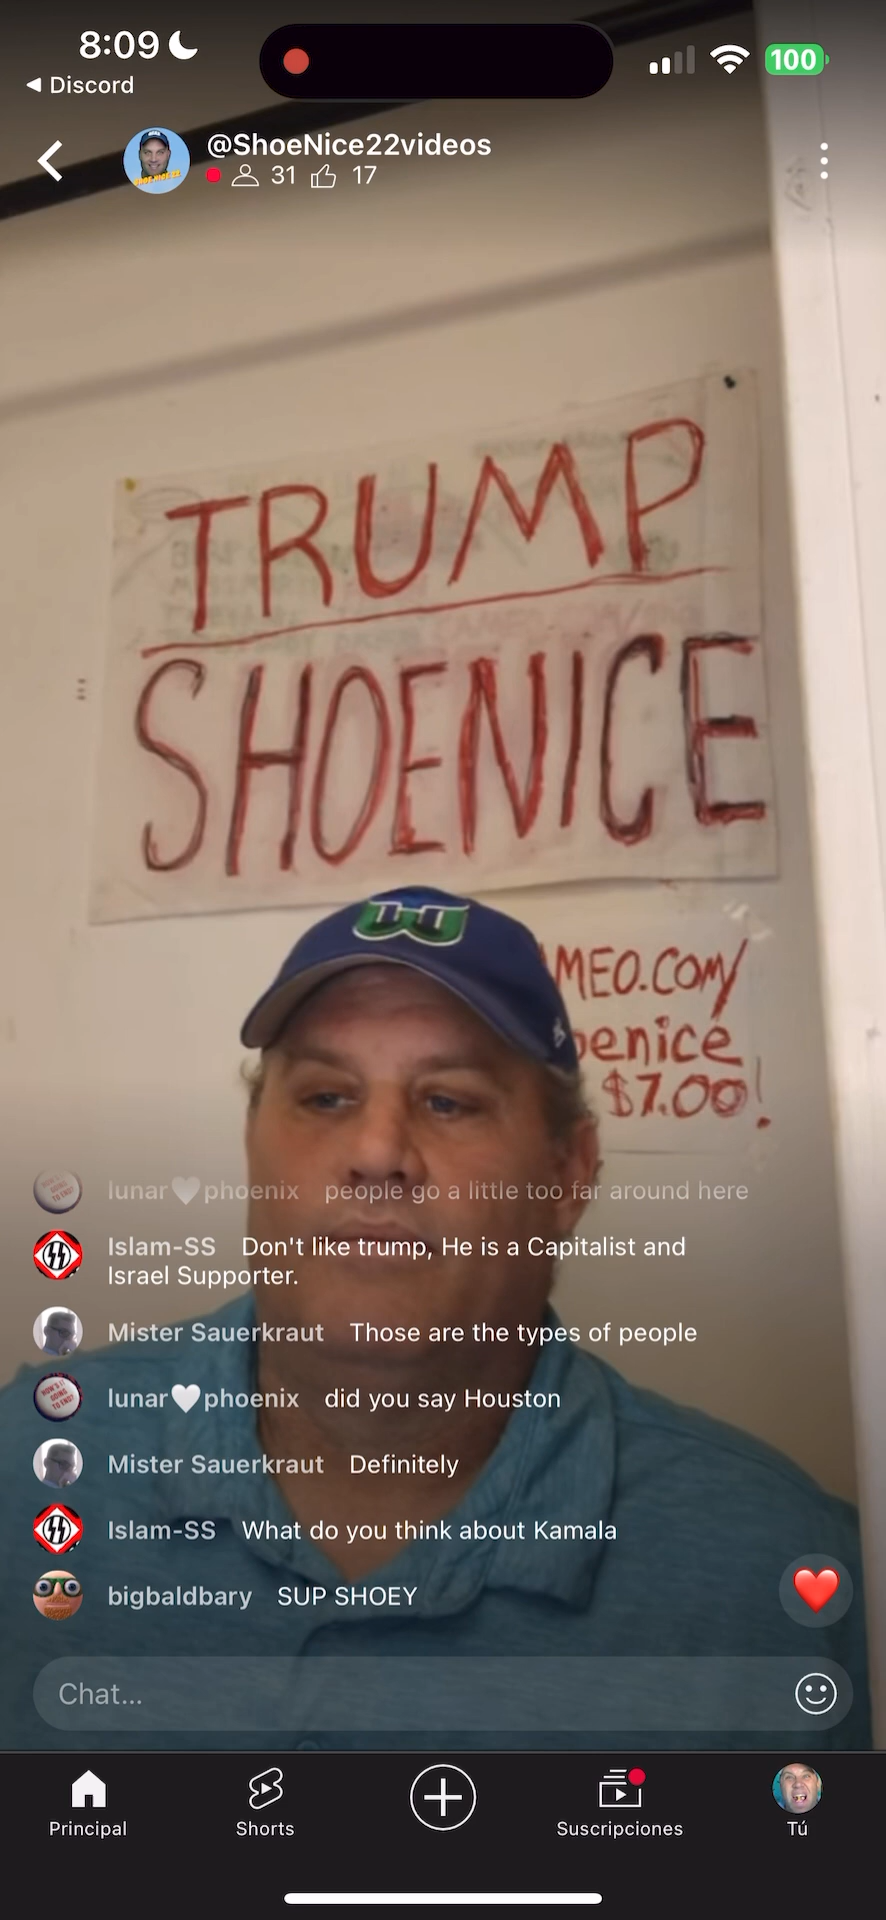 8:09
100
Discord
@ShoeNice22videos
31 17
TRUMP
SHOENICE
MEO.COM/
enice
$7.00!
lunar🤍phoenix people go a little too far around here
Islam-SS Don't like trump, He is a Capitalist and
Israel Supporter.
Mister Sauerkraut Those are the types of people
lunar🤍phoenix did you say Houston
Mister Sauerkraut Definitely
Islam-SS What do you think about Kamala
bigbaldbary SUP SHOEY
Chat...
Principal
Shorts
Suscripciones
Tú